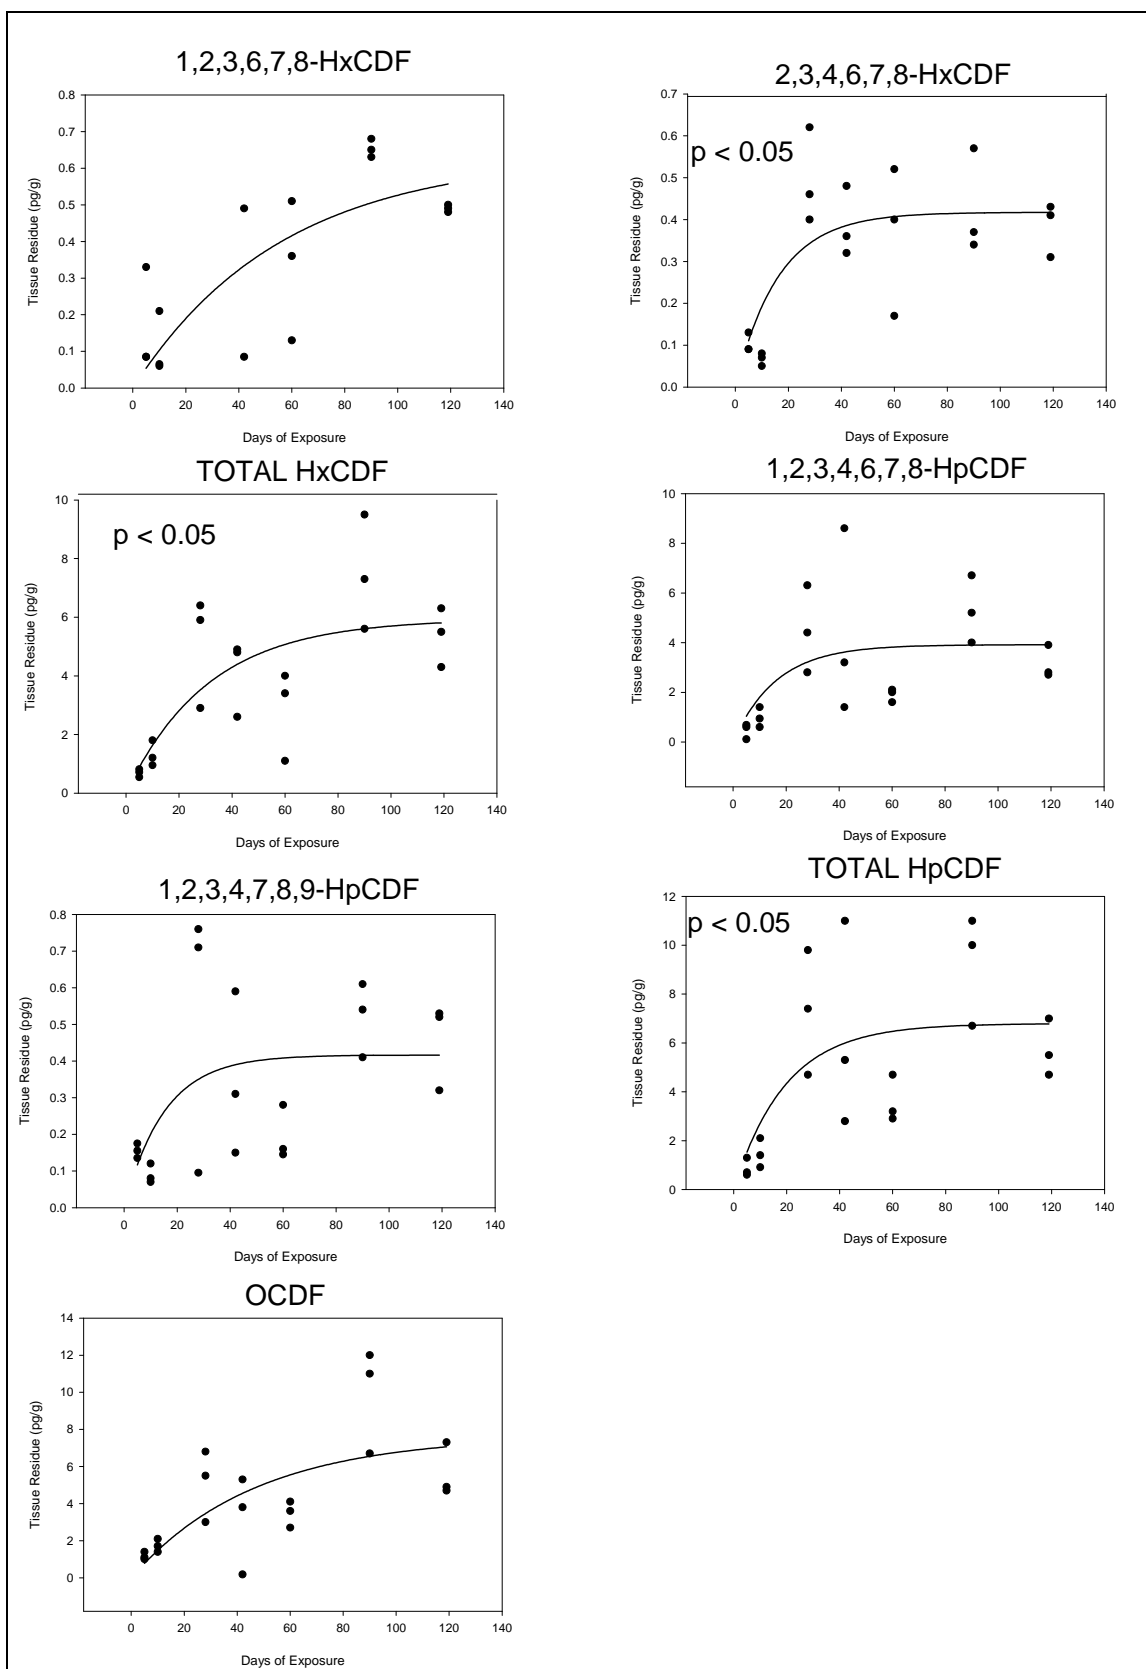 1,2,3,6,7,8-HxCDF
Tissue Residue (pg/g)
0.8
0.7
0.6
0.5
0.4
0.3
0.2
0.1
0.0
0 20 40 60 80 100 120 140
Days of Exposure
2,3,4,6,7,8-HxCDF
p < 0.05
Tissue Residue (pg/g)
0.7
0.6
0.5
0.4
0.3
0.2
0.1
0.0
0 20 40 60 80 100 120 140
Days of Exposure
TOTAL HxCDF
p < 0.05
Tissue Residue (pg/g)
10
8
6
4
2
0
0 20 40 60 80 100 120 140
Days of Exposure
1,2,3,4,6,7,8-HpCDF
Tissue Residue (pg/g)
10
8
6
4
2
0
0 20 40 60 80 100 120 140
Days of Exposure
1,2,3,4,7,8,9-HpCDF
Tissue Residue (pg/g)
0.8
0.7
0.6
0.5
0.4
0.3
0.2
0.1
0.0
0 20 40 60 80 100 120 140
Days of Exposure
TOTAL HpCDF
p < 0.05
Tissue Residue (pg/g)
12
10
8
6
4
2
0
0 20 40 60 80 100 120 140
Days of Exposure
OCDF
Tissue Residue (pg/g)
14
12
10
8
6
4
2
0
0 20 40 60 80 100 120 140
Days of Exposure